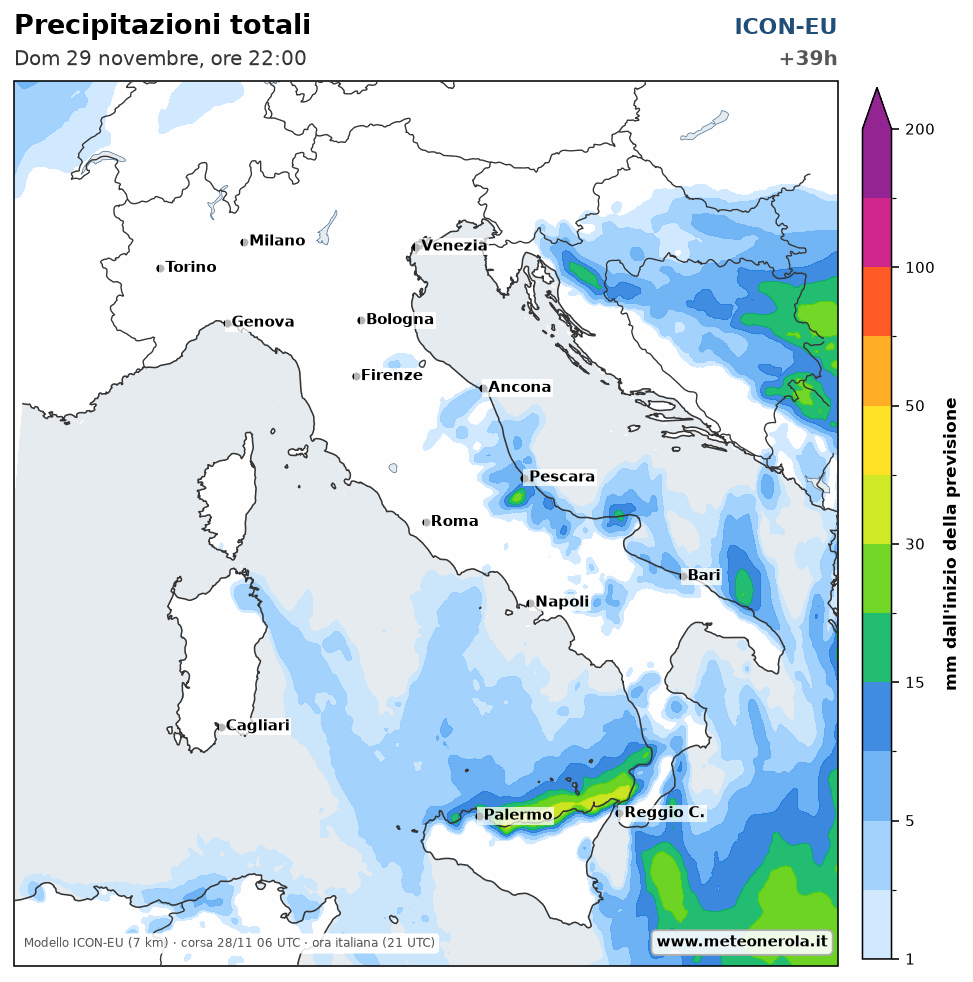 Precipitazioni totali
ICON-EU
Dom 29 novembre, ore 22:00
+39h
Milano
Venezia
Torino
Genova
Bologna
Firenze
Ancona
Pescara
Roma
Bari
Napoli
Cagliari
Palermo
Reggio C.
Modello ICON-EU (7 km) · corsa 28/11 06 UTC · ora italiana (21 UTC)
www.meteonerola.it
200
100
50
30
15
5
1
mm dall'inizio della previsione